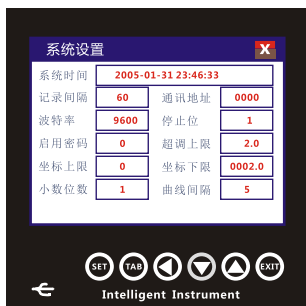 系统设置 X
系统时间 2005-01-31 23:46:33
记录间隔 60 通讯地址 0000
波特率 9600 停止位 1
启用密码 0 超调上限 2.0
坐标上限 0 坐标下限 0002.0
小数位数 1 曲线间隔 5
SET TAB EXIT
Intelligent Instrument